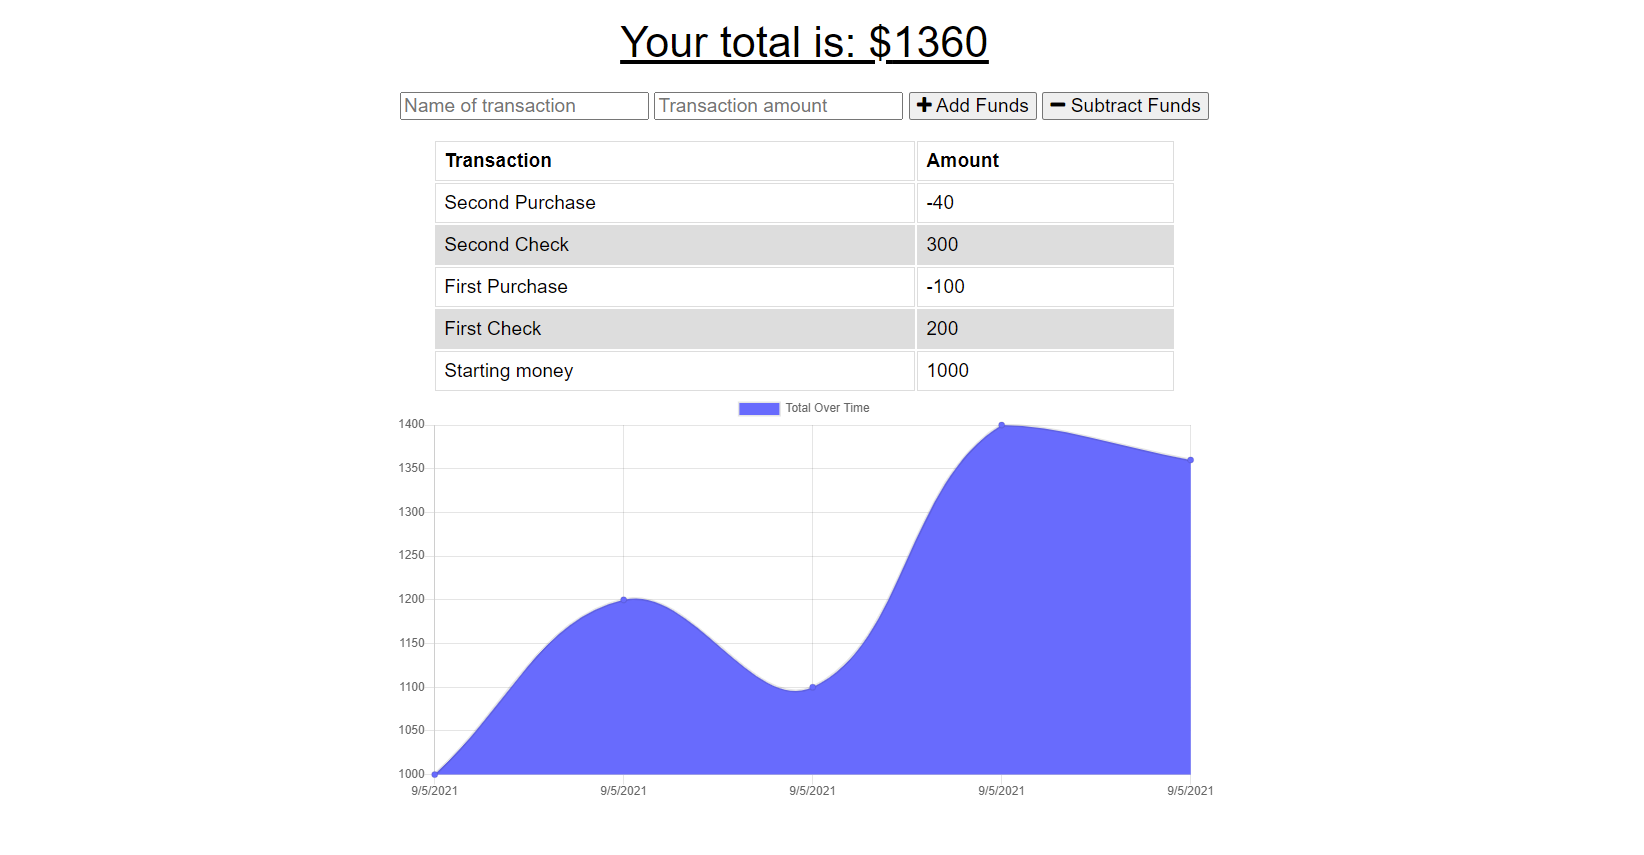 Your total is: $1360
Name of transaction Transaction amount Add Funds Subtract Funds
Transaction Amount
Second Purchase -40
Second Check 300
First Purchase -100
First Check 200
Starting money 1000
Total Over Time
1400
1350
1300
1250
1200
1150
1100
1050
1000
9/5/2021 9/5/2021 9/5/2021 9/5/2021 9/5/2021